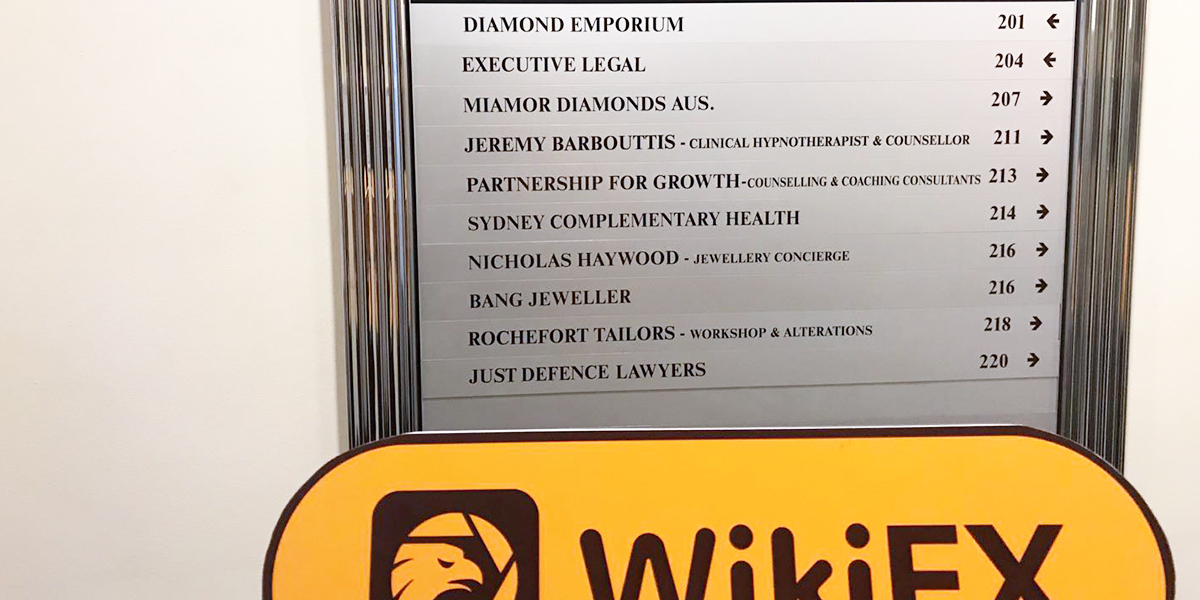 DIAMOND EMPORIUM 201 ←
EXECUTIVE LEGAL 204 ←
MIAMOR DIAMONDS AUS. 207 →
JEREMY BARBOUTTIS - CLINICAL HYPNOTHERAPIST & COUNSELLOR 211 →
PARTNERSHIP FOR GROWTH-COUNSELLING & COACHING CONSULTANTS 213 →
SYDNEY COMPLEMENTARY HEALTH 214 →
NICHOLAS HAYWOOD - JEWELLERY CONCIERGE 216 →
BANG JEWELLER 216 →
ROCHEFORT TAILORS - WORKSHOP & ALTERATIONS 218 →
JUST DEFENCE LAWYERS 220 →
WikiFX